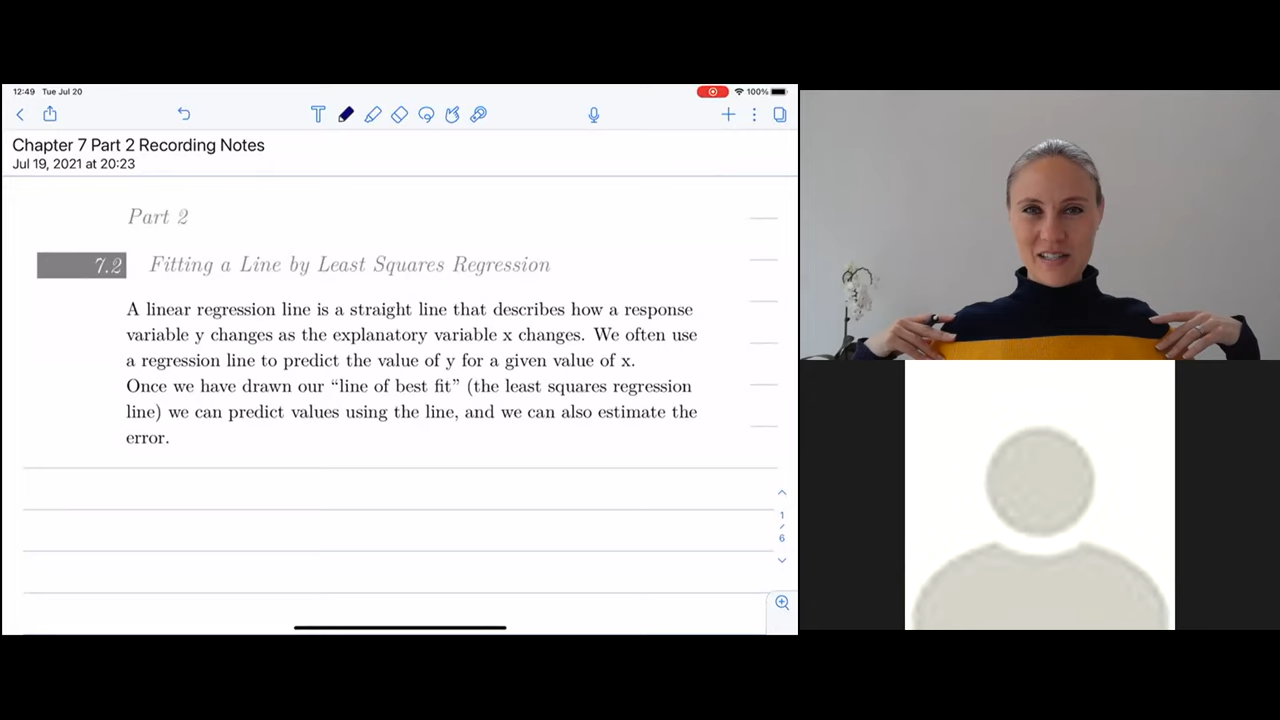 12:49 Tue Jul 20
100%
Chapter 7 Part 2 Recording Notes
Jul 19, 2021 at 20:23
Part 2
7.2 Fitting a Line by Least Squares Regression
A linear regression line is a straight line that describes how a response
variable y changes as the explanatory variable x changes. We often use
a regression line to predict the value of y for a given value of x.
Once we have drawn our “line of best fit” (the least squares regression
line) we can predict values using the line, and we can also estimate the
error.
1
/
6